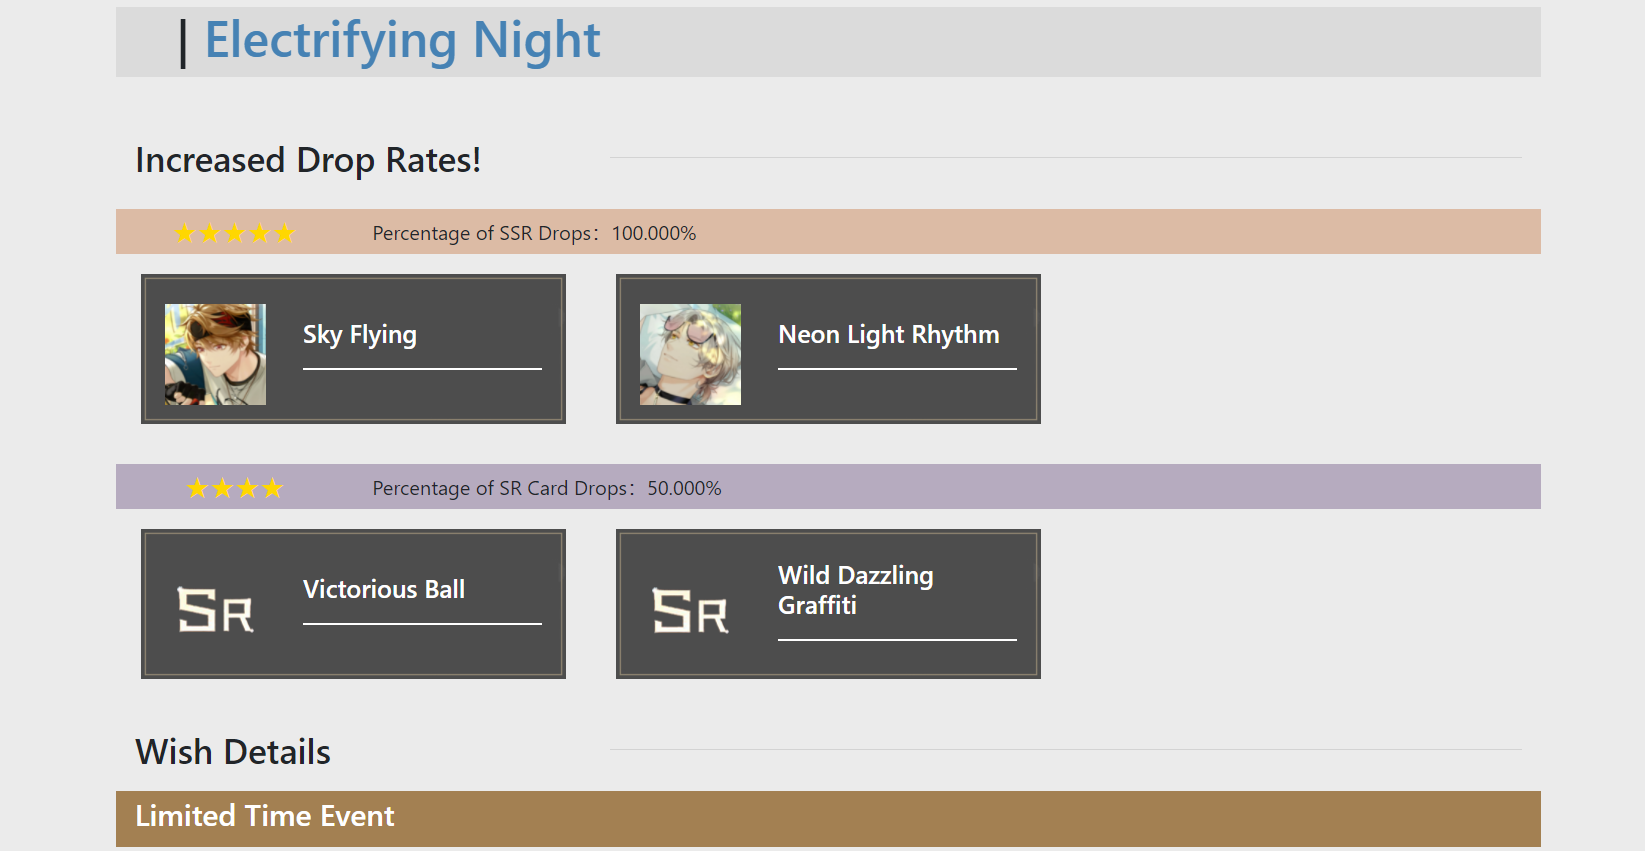 | Electrifying Night
Increased Drop Rates!
★★★★★ Percentage of SSR Drops：100.000%
Sky Flying
Neon Light Rhythm
★★★★ Percentage of SR Card Drops：50.000%
SR
Victorious Ball
SR
Wild Dazzling
Graffiti
Wish Details
Limited Time Event